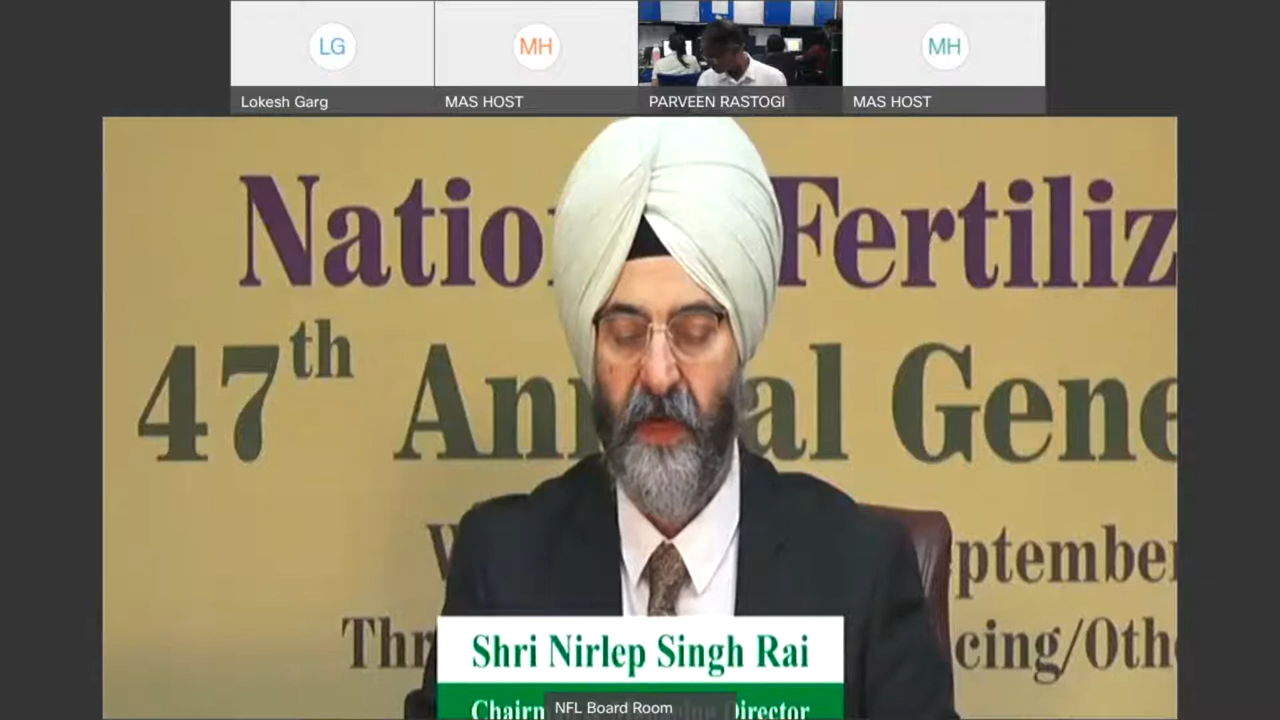 LG
MH
MH
Lokesh Garg
MAS HOST
PARVEEN RASTOGI
MAS HOST
Natio Fertiliz
47th An al Gene
ptember
Thr cing/Oth
Shri Nirlep Singh Rai
Chairm Director
NFL Board Room